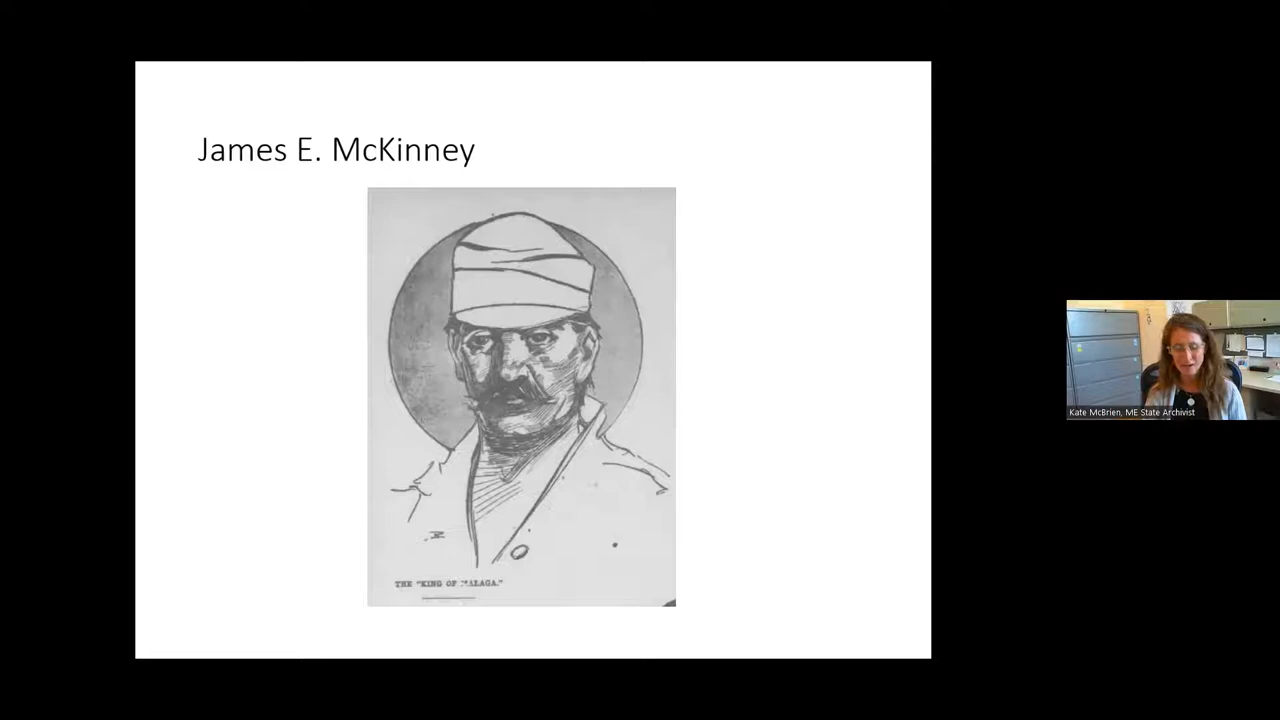 James E. McKinney
THE "KING OF MALAGA."
Kate McBrien, ME State Archivist